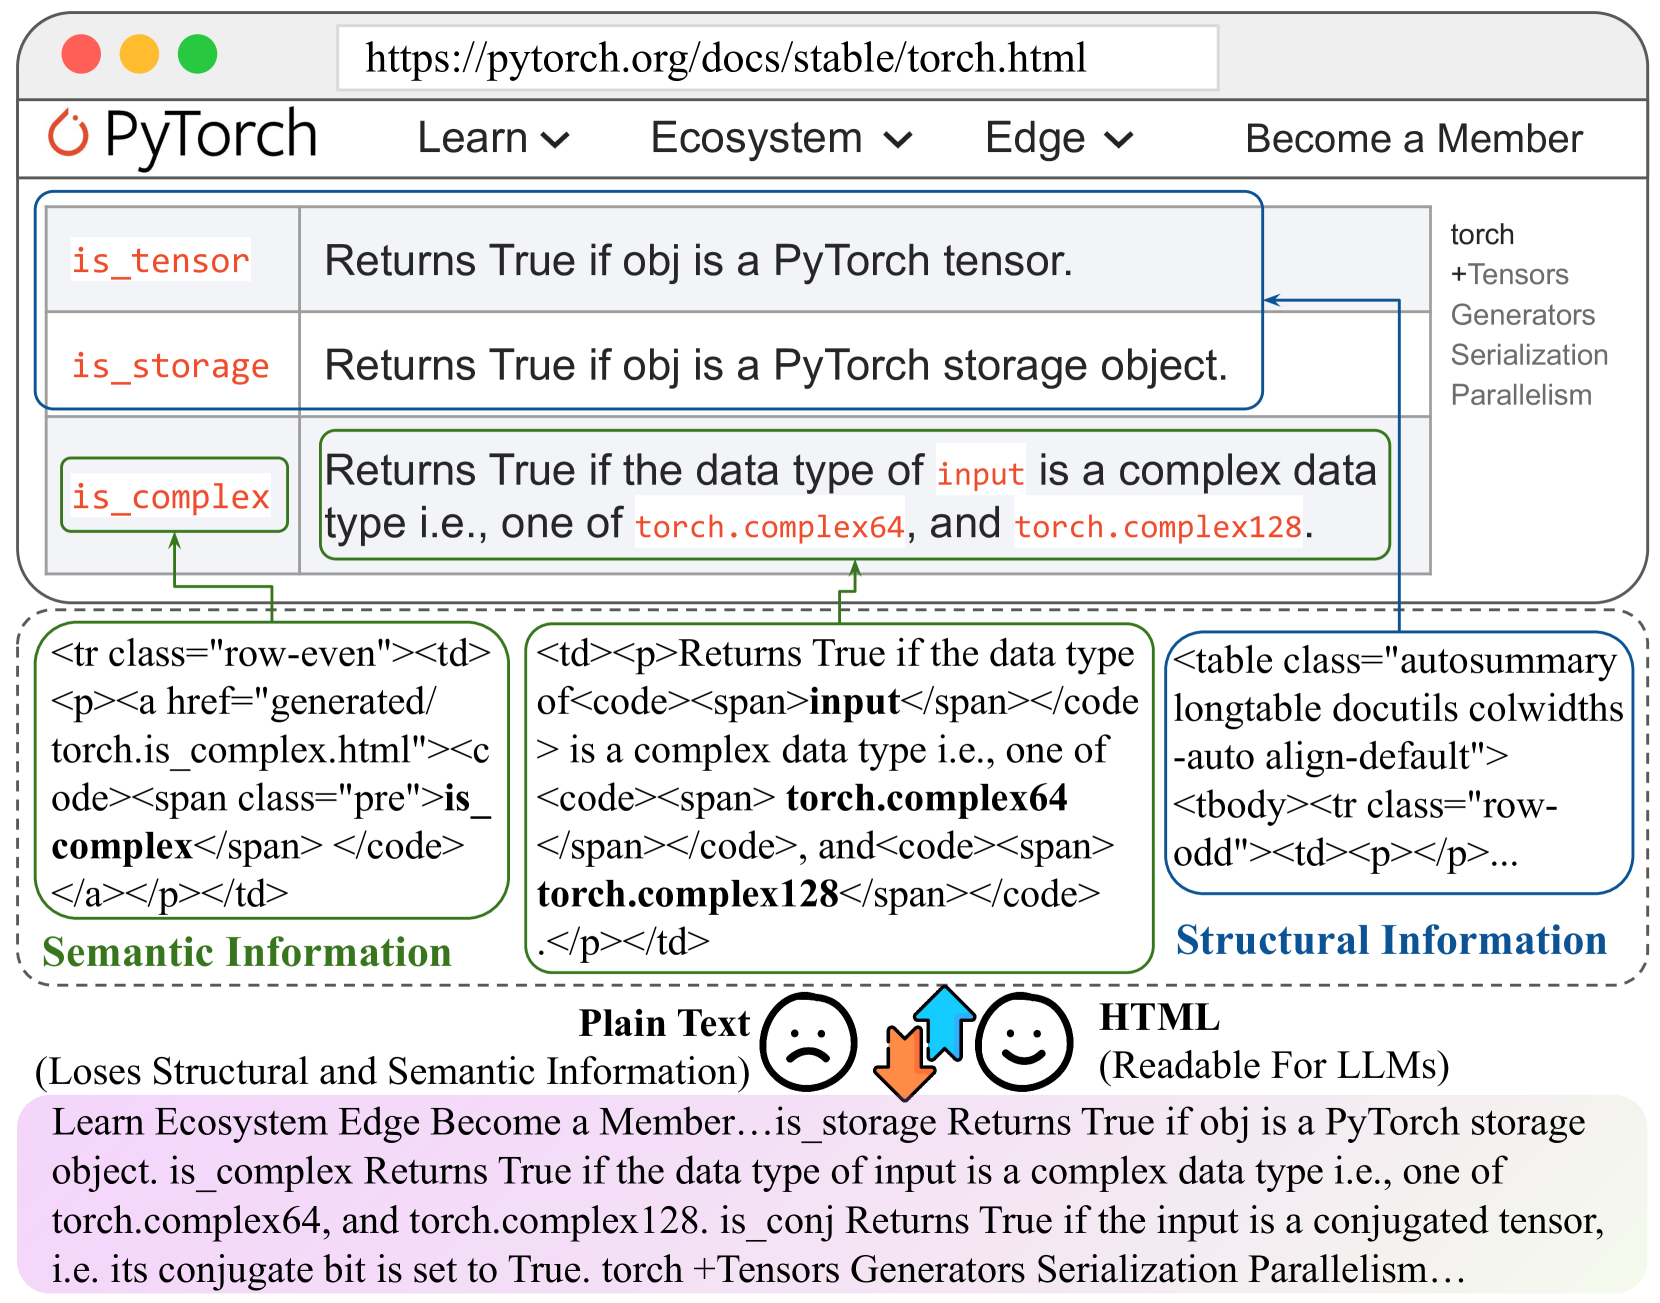 https://pytorch.org/docs/stable/torch.html
PyTorch
Learn
Ecosystem
Edge
Become a Member
is_tensor
Returns True if obj is a PyTorch tensor.
is_storage
Returns True if obj is a PyTorch storage object.
is_complex
Returns True if the data type of input is a complex data
type i.e., one of torch.complex64, and torch.complex128.
torch
+Tensors
Generators
Serialization
Parallelism
<tr class="row-even"><td>
<p><a href="generated/
torch.is_complex.html"><c
ode><span class="pre">is_
complex</span> </code>
</a></p></td>
Semantic Information
<td><p>Returns True if the data type
of<code><span>input</span></code
> is a complex data type i.e., one of
<code><span> torch.complex64
</span></code>, and<code><span>
torch.complex128</span></code>
.</p></td>
<table class="autosummary
longtable docutils colwidths
-auto align-default">
<tbody><tr class="row-
odd"><td><p></p>...
Structural Information
Plain Text
(Loses Structural and Semantic Information)
HTML
(Readable For LLMs)
Learn Ecosystem Edge Become a Member…is_storage Returns True if obj is a PyTorch storage
object. is_complex Returns True if the data type of input is a complex data type i.e., one of
torch.complex64, and torch.complex128. is_conj Returns True if the input is a conjugated tensor,
i.e. its conjugate bit is set to True. torch +Tensors Generators Serialization Parallelism…